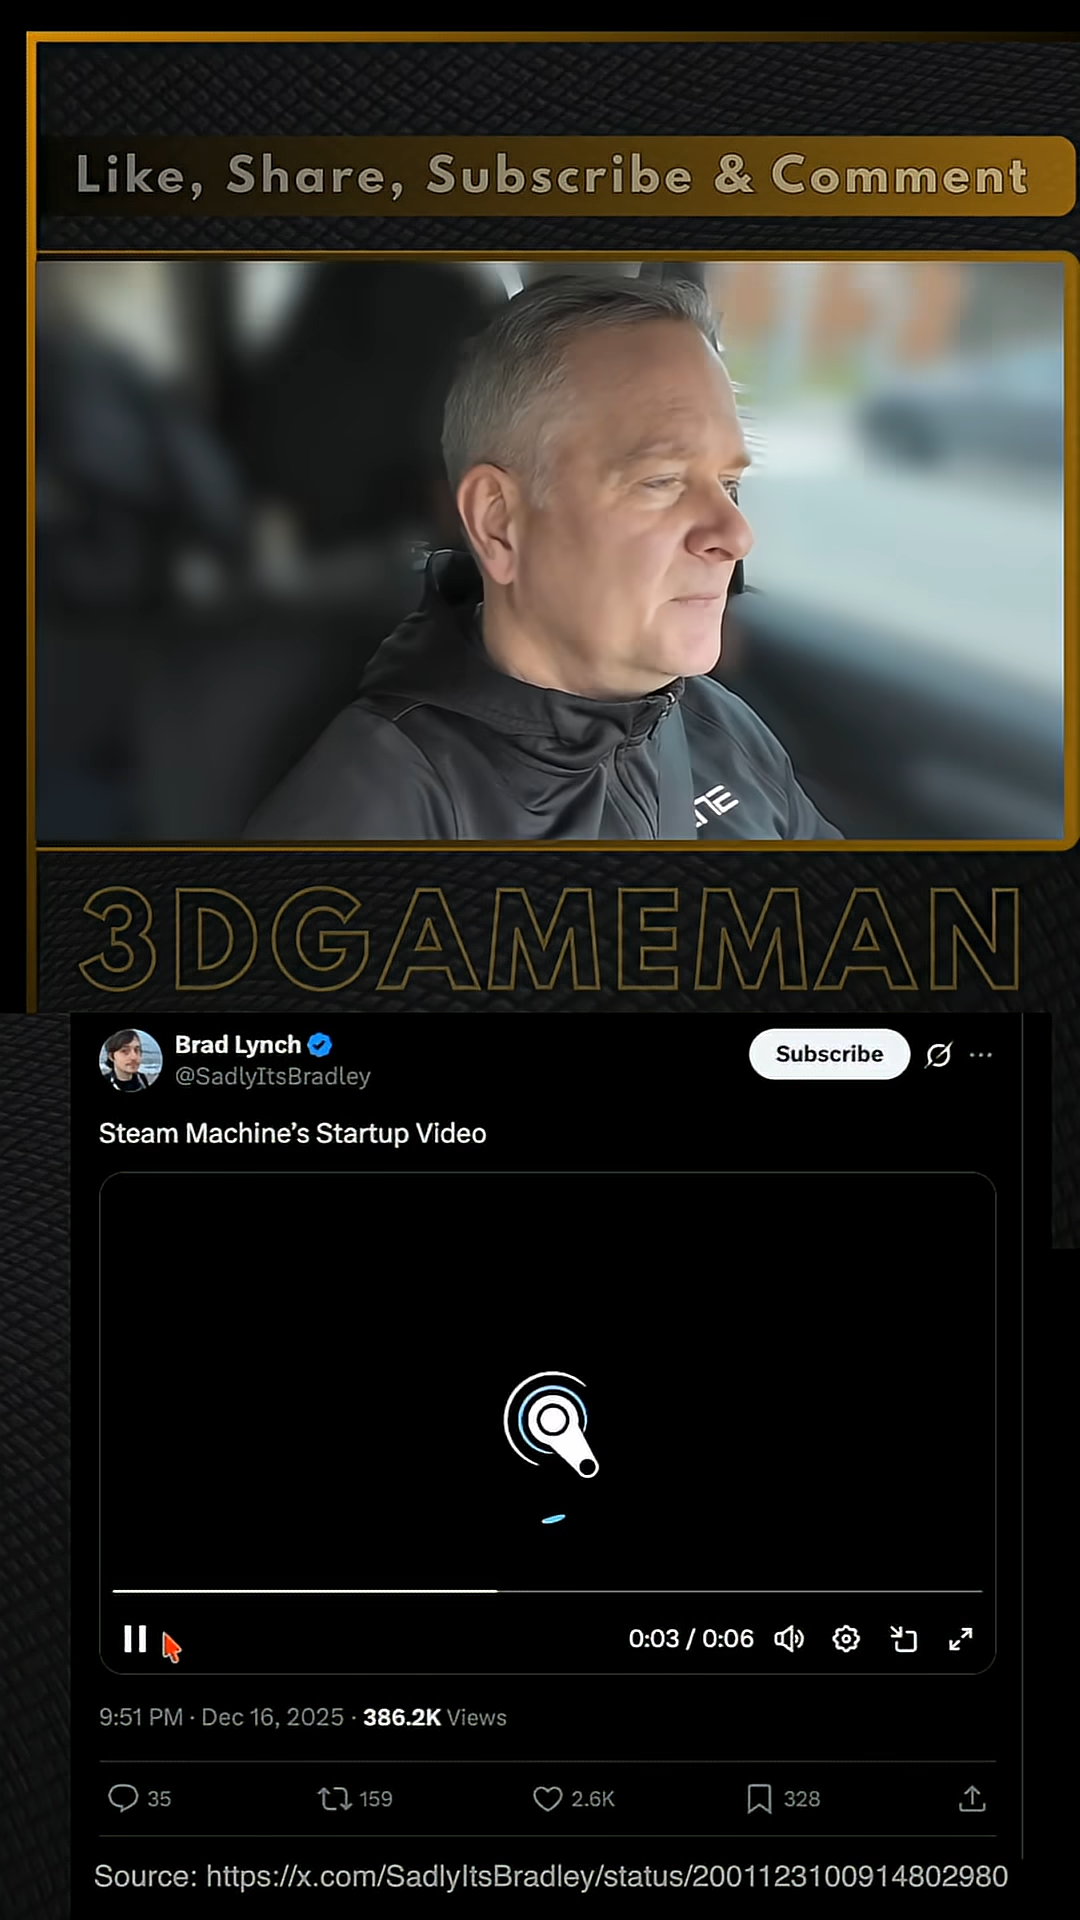 Like, Share, Subscribe & Comment
3DGAMEMAN
Brad Lynch
Subscribe
@SadlyItsBradley
Steam Machine’s Startup Video
0:03 / 0:06
9:51 PM · Dec 16, 2025 · 386.2K Views
35 159 2.6K 328
Source: https://x.com/SadlyItsBradley/status/2001123100914802980